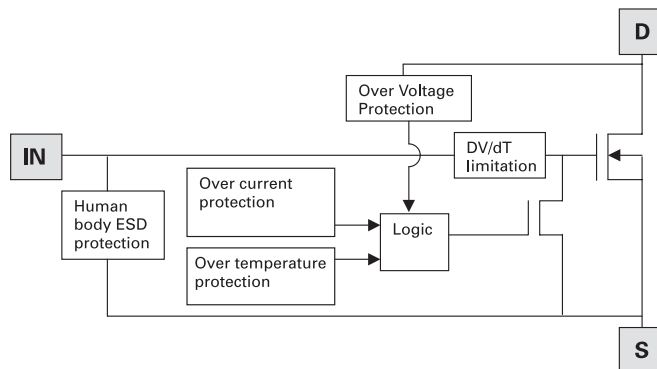 D
Over Voltage
Protection
IN
DV/dT
limitation
Human
body ESD
protection
Over current
protection
Logic
Over temperature
protection
S